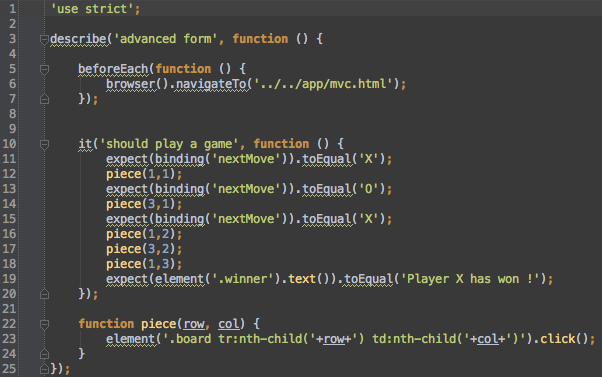 1 'use strict';
2
3 describe('advanced form', function () {
4
5 beforeEach(function () {
6 browser().navigateTo('../../app/mvc.html');
7 });
8
9
10 it('should play a game', function () {
11 expect(binding('nextMove')).toEqual('X');
12 piece(1,1);
13 expect(binding('nextMove')).toEqual('O');
14 piece(3,1);
15 expect(binding('nextMove')).toEqual('X');
16 piece(1,2);
17 piece(3,2);
18 piece(1,3);
19 expect(element('.winner').text()).toEqual('Player X has won !');
20 });
21
22 function piece(row, col) {
23 element('.board tr:nth-child('+row+') td:nth-child('+col+')').click();
24 }
25 });